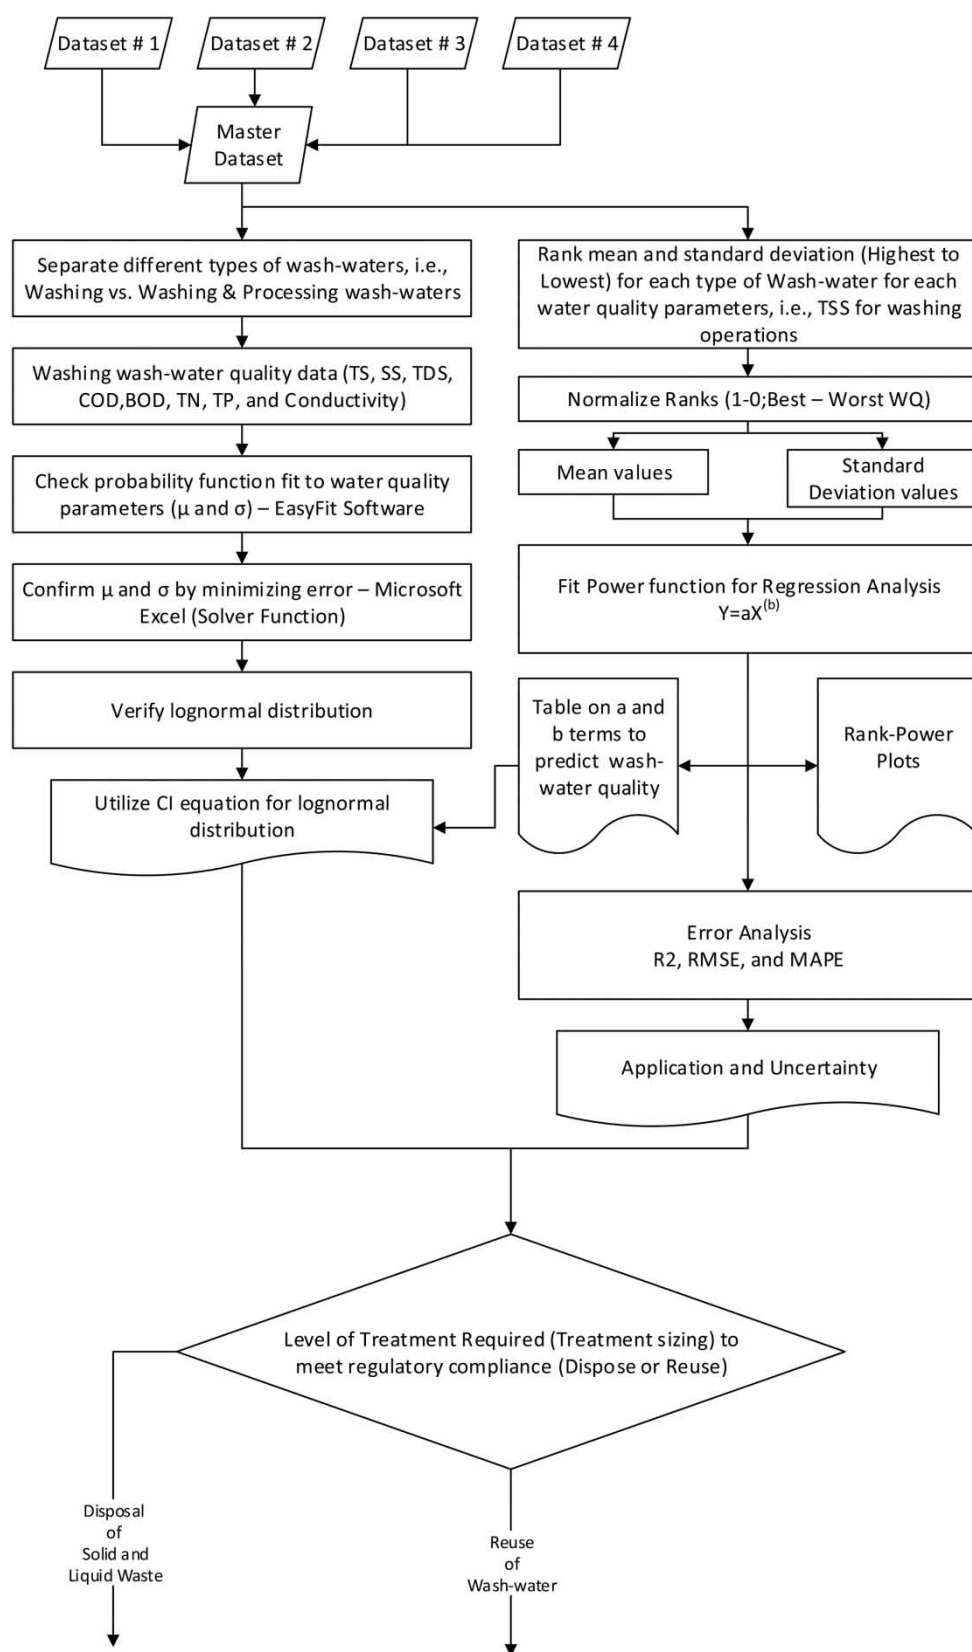 Dataset # 1
Dataset # 2
Dataset # 3
Dataset # 4
Master
Dataset
Separate different types of wash-waters, i.e.,
Washing vs. Washing & Processing wash-waters
Washing wash-water quality data (TS, SS, TDS,
COD,BOD, TN, TP, and Conductivity)
Check probability function fit to water quality
parameters (μ and σ) – EasyFit Software
Confirm μ and σ by minimizing error – Microsoft
Excel (Solver Function)
Verify lognormal distribution
Utilize CI equation for lognormal
distribution
Rank mean and standard deviation (Highest to
Lowest) for each type of Wash-water for each
water quality parameters, i.e., TSS for washing
operations
Normalize Ranks (1-0;Best – Worst WQ)
Mean values
Standard
Deviation values
Fit Power function for Regression Analysis
Y=aX(b)
Table on a and
b terms to
predict wash-
water quality
Rank-Power
Plots
Error Analysis
R2, RMSE, and MAPE
Application and Uncertainty
Level of Treatment Required (Treatment sizing) to
meet regulatory compliance (Dispose or Reuse)
Disposal
of
Solid and
Liquid Waste
Reuse
of
Wash-water